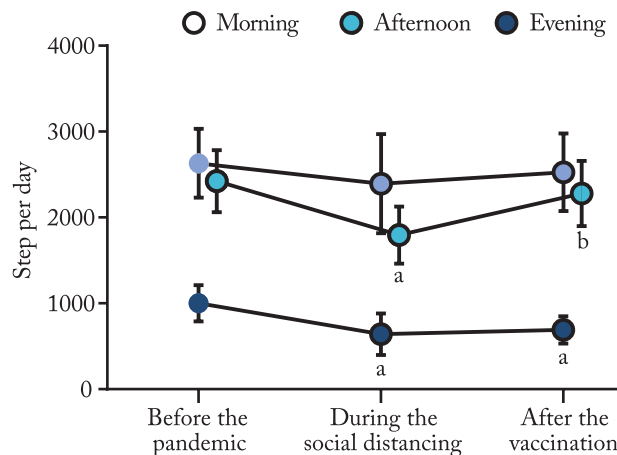 Morning Afternoon Evening
4000
3000
2000
1000
0
Step per day
a
b
a
a
Before the
pandemic
During the
social distancing
After the
vaccination